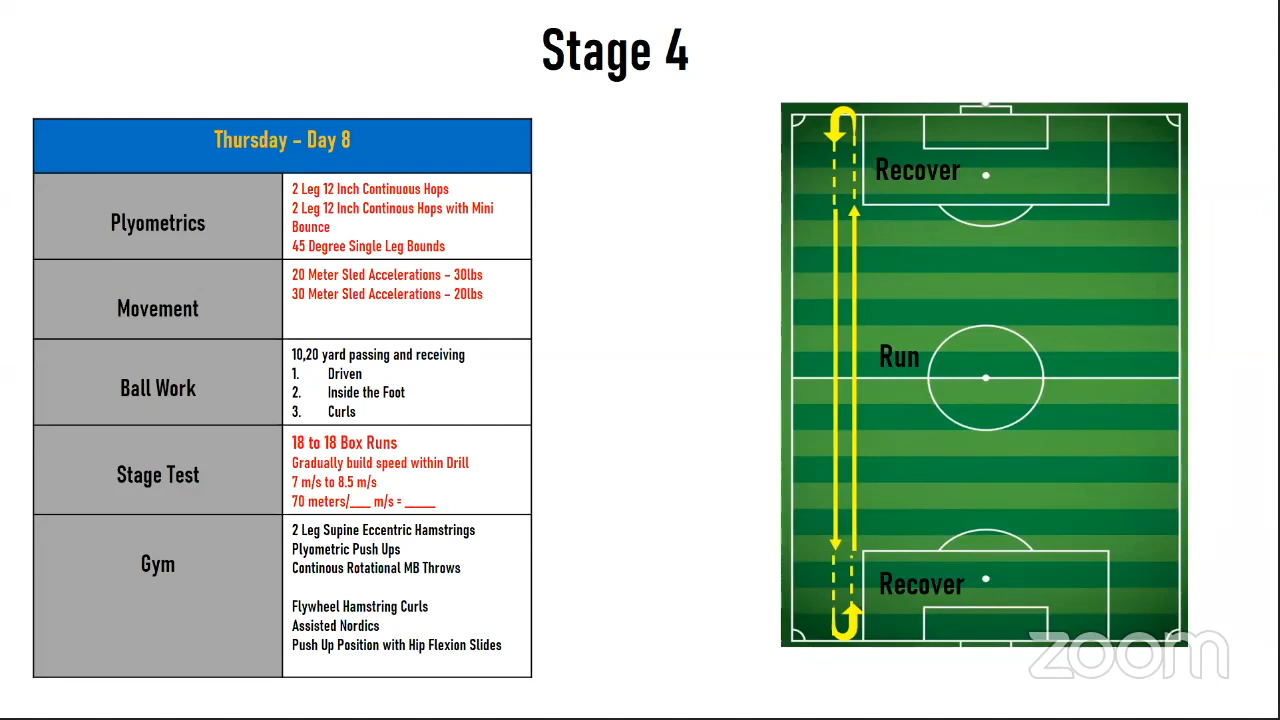 Stage 4
Thursday – Day 8
Plyometrics
2 Leg 12 Inch Continuous Hops
2 Leg 12 Inch Continous Hops with Mini
Bounce
45 Degree Single Leg Bounds
Movement
20 Meter Sled Accelerations – 30lbs
30 Meter Sled Accelerations – 20lbs
Ball Work
10,20 yard passing and receiving
1. Driven
2. Inside the Foot
3. Curls
Stage Test
18 to 18 Box Runs
Gradually build speed within Drill
7 m/s to 8.5 m/s
70 meters/___ m/s = _____
Gym
2 Leg Supine Eccentric Hamstrings
Plyometric Push Ups
Continous Rotational MB Throws
Flywheel Hamstring Curls
Assisted Nordics
Push Up Position with Hip Flexion Slides
Recover
Run
Recover
zoom